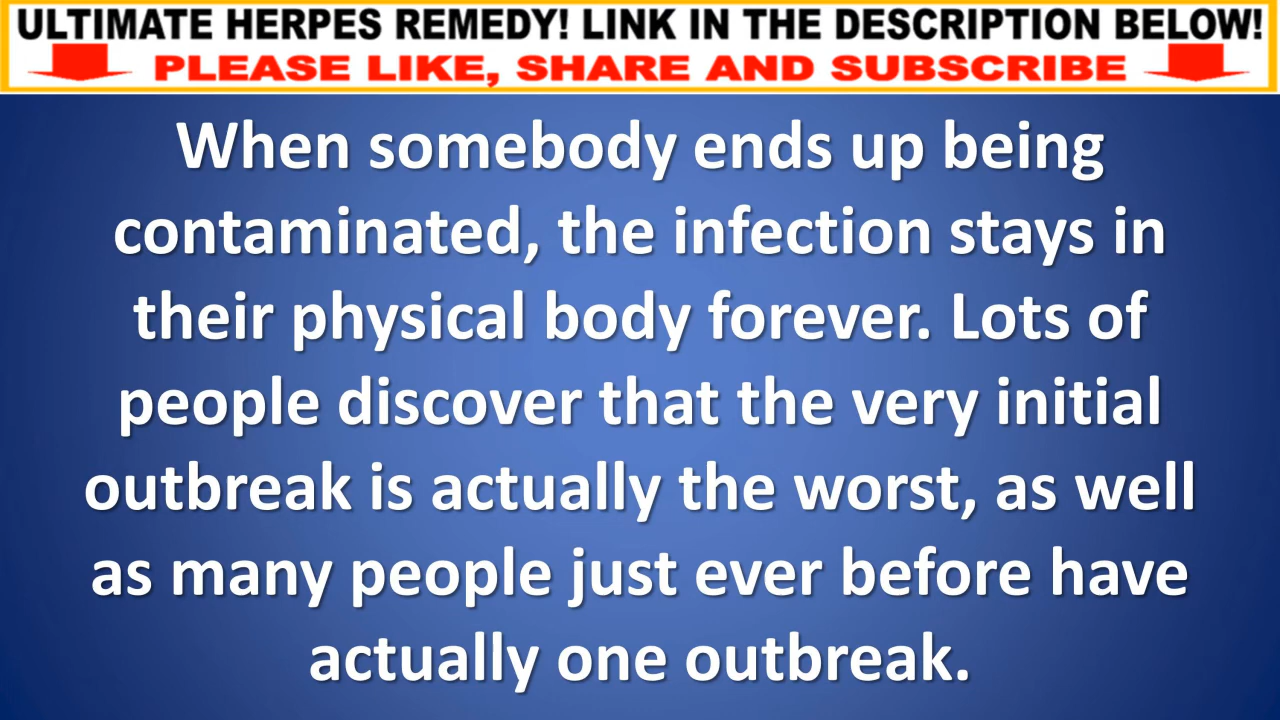 ULTIMATE HERPES REMEDY! LINK IN THE DESCRIPTION BELOW!
PLEASE LIKE, SHARE AND SUBSCRIBE
When somebody ends up being
contaminated, the infection stays in
their physical body forever. Lots of
people discover that the very initial
outbreak is actually the worst, as well
as many people just ever before have
actually one outbreak.